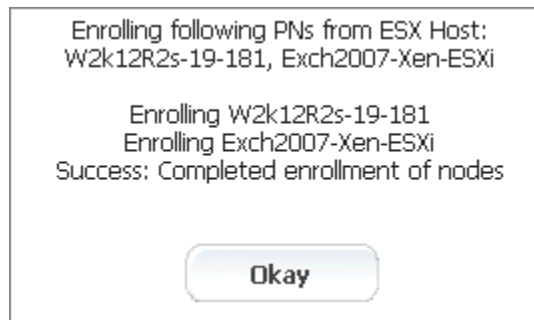 Enrolling following PNs from ESX Host:
W2k12R2s-19-181, Exch2007-Xen-ESXi
Enrolling W2k12R2s-19-181
Enrolling Exch2007-Xen-ESXi
Success: Completed enrollment of nodes
Okay